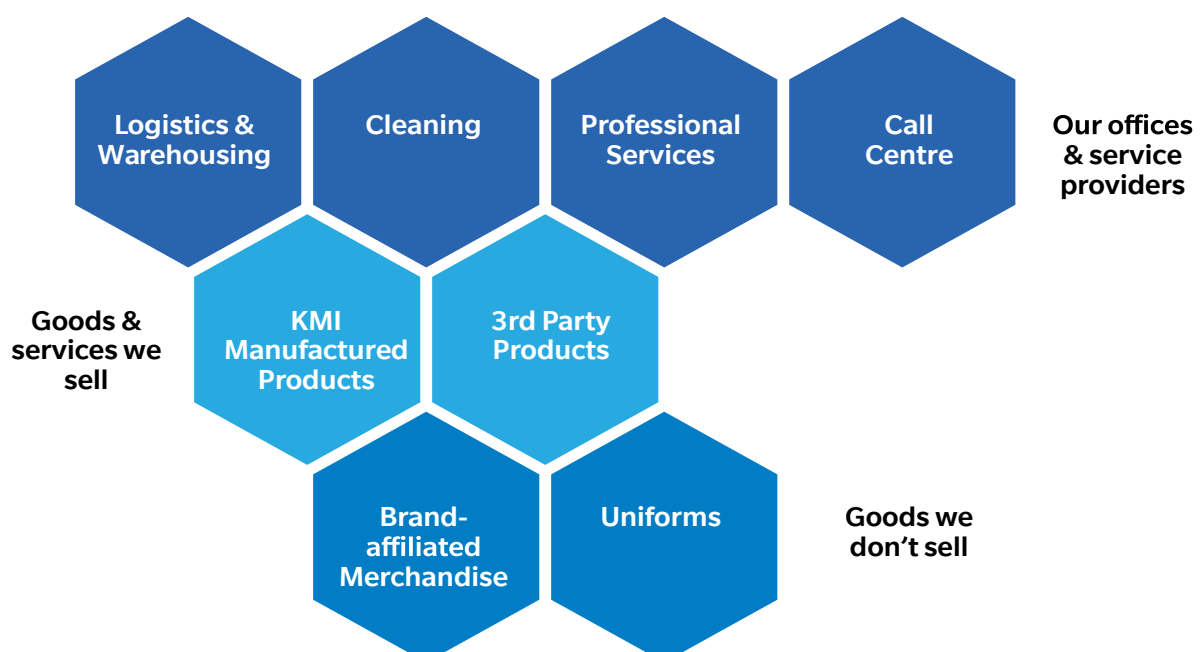 Logistics &
Warehousing
Cleaning
Professional
Services
Call
Centre
Our offices
& service
providers
Goods &
services we
sell
KMI
Manufactured
Products
3rd Party
Products
Brand-
affiliated
Merchandise
Uniforms
Goods we
don’t sell